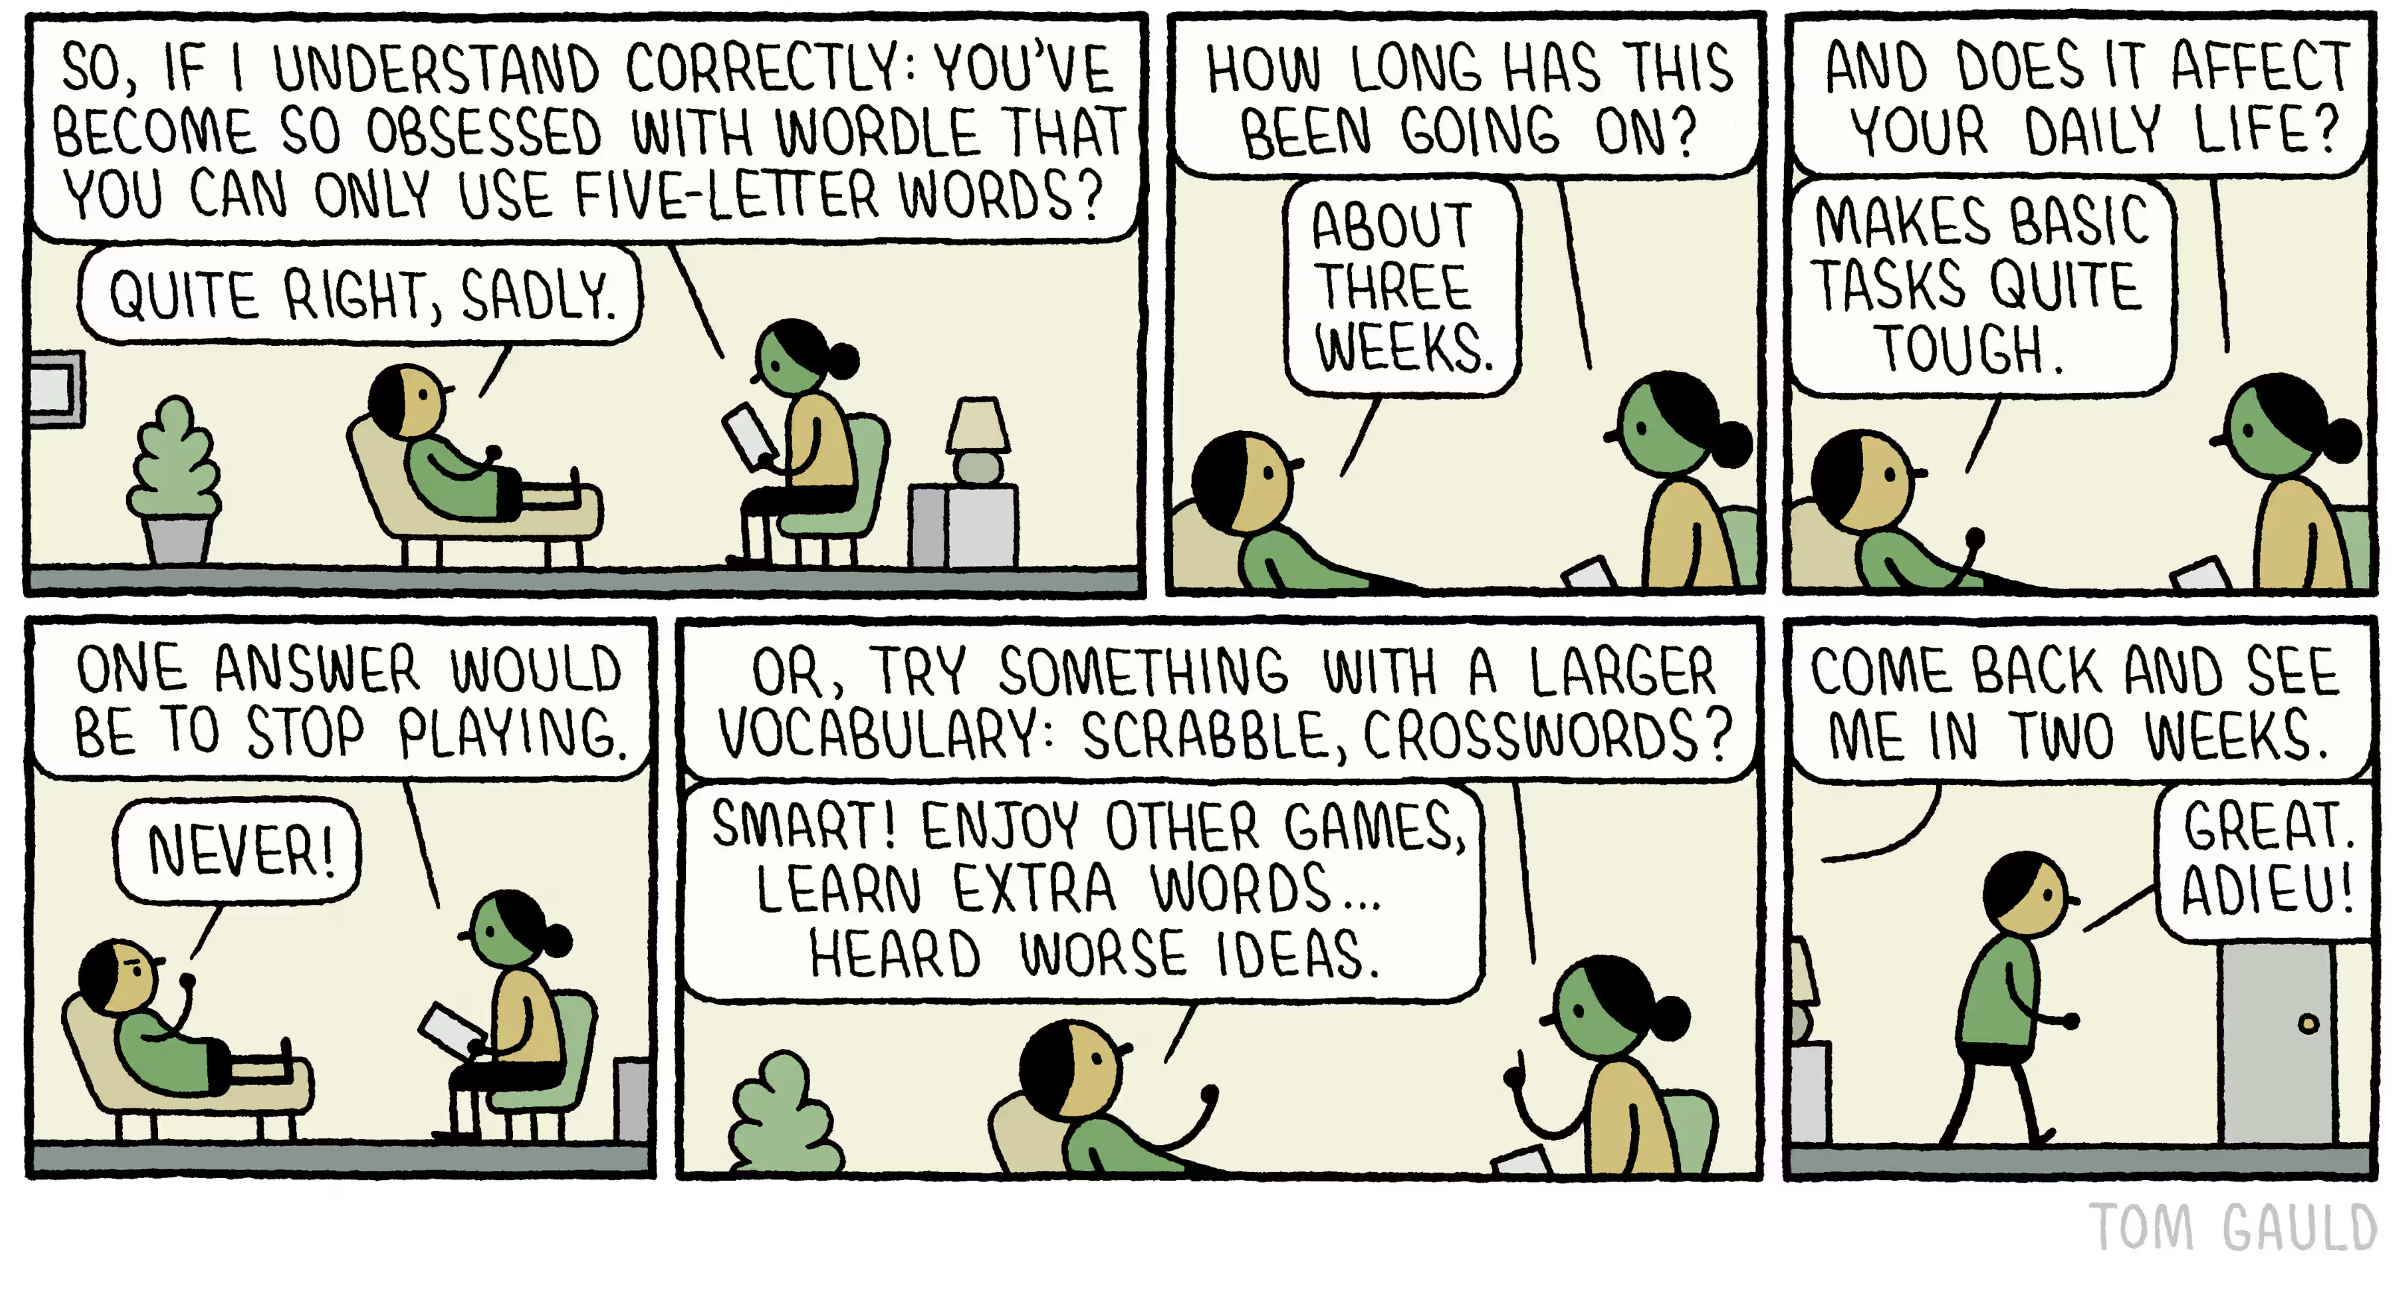 SO, IF I UNDERSTAND CORRECTLY: YOU'VE
BECOME SO OBSESSED WITH WORDLE THAT
YOU CAN ONLY USE FIVE-LETTER WORDS?
QUITE RIGHT, SADLY.
HOW LONG HAS THIS
BEEN GOING ON?
ABOUT
THREE
WEEKS.
AND DOES IT AFFECT
YOUR DAILY LIFE?
MAKES BASIC
TASKS QUITE
TOUGH.
ONE ANSWER WOULD
BE TO STOP PLAYING.
NEVER!
OR, TRY SOMETHING WITH A LARGER
VOCABULARY: SCRABBLE, CROSSWORDS?
SMART! ENJOY OTHER GAMES,
LEARN EXTRA WORDS...
HEARD WORSE IDEAS.
COME BACK AND SEE
ME IN TWO WEEKS.
GREAT.
ADIEU!
TOM GAULD